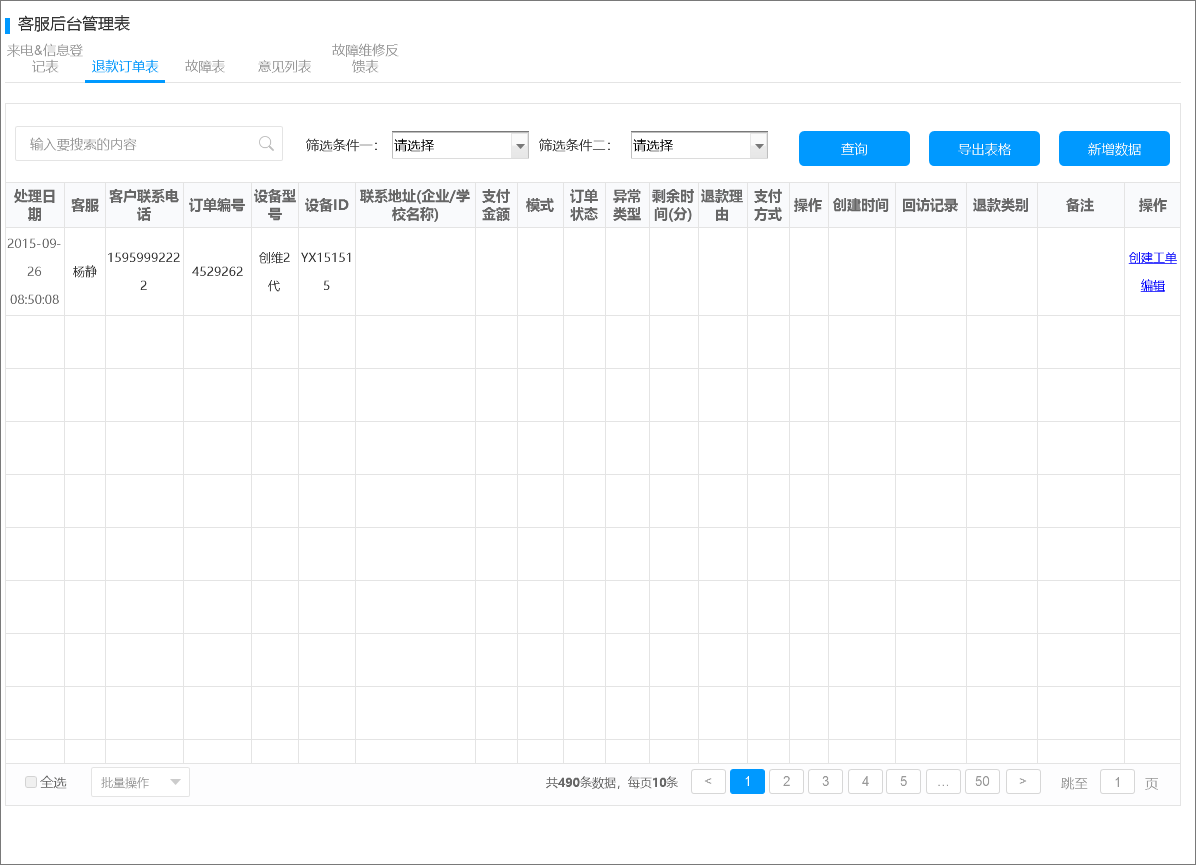 客服后台管理表
来电&信息登
记表
退款订单表
故障表
意见列表
故障维修反
馈表
输入要搜索的内容
筛选条件一：
请选择
筛选条件二：
请选择
查询
导出表格
新增数据
处理日
期
客服
客户联系电
话
订单编号
设备型
号
设备ID
联系地址(企业/学
校名称)
支付
金额
模式
订单
状态
异常
类型
剩余时
间(分)
退款理
由
支付
方式
操作
创建时间
回访记录
退款类别
备注
操作
2015-09-
26
08:50:08
杨静
1595999222
2
4529262
创维2
代
YX15151
5
创建工单
编辑
全选
批量操作
共490条数据，每页10条
<
1
2
3
4
5
...
50
>
跳至
1
页